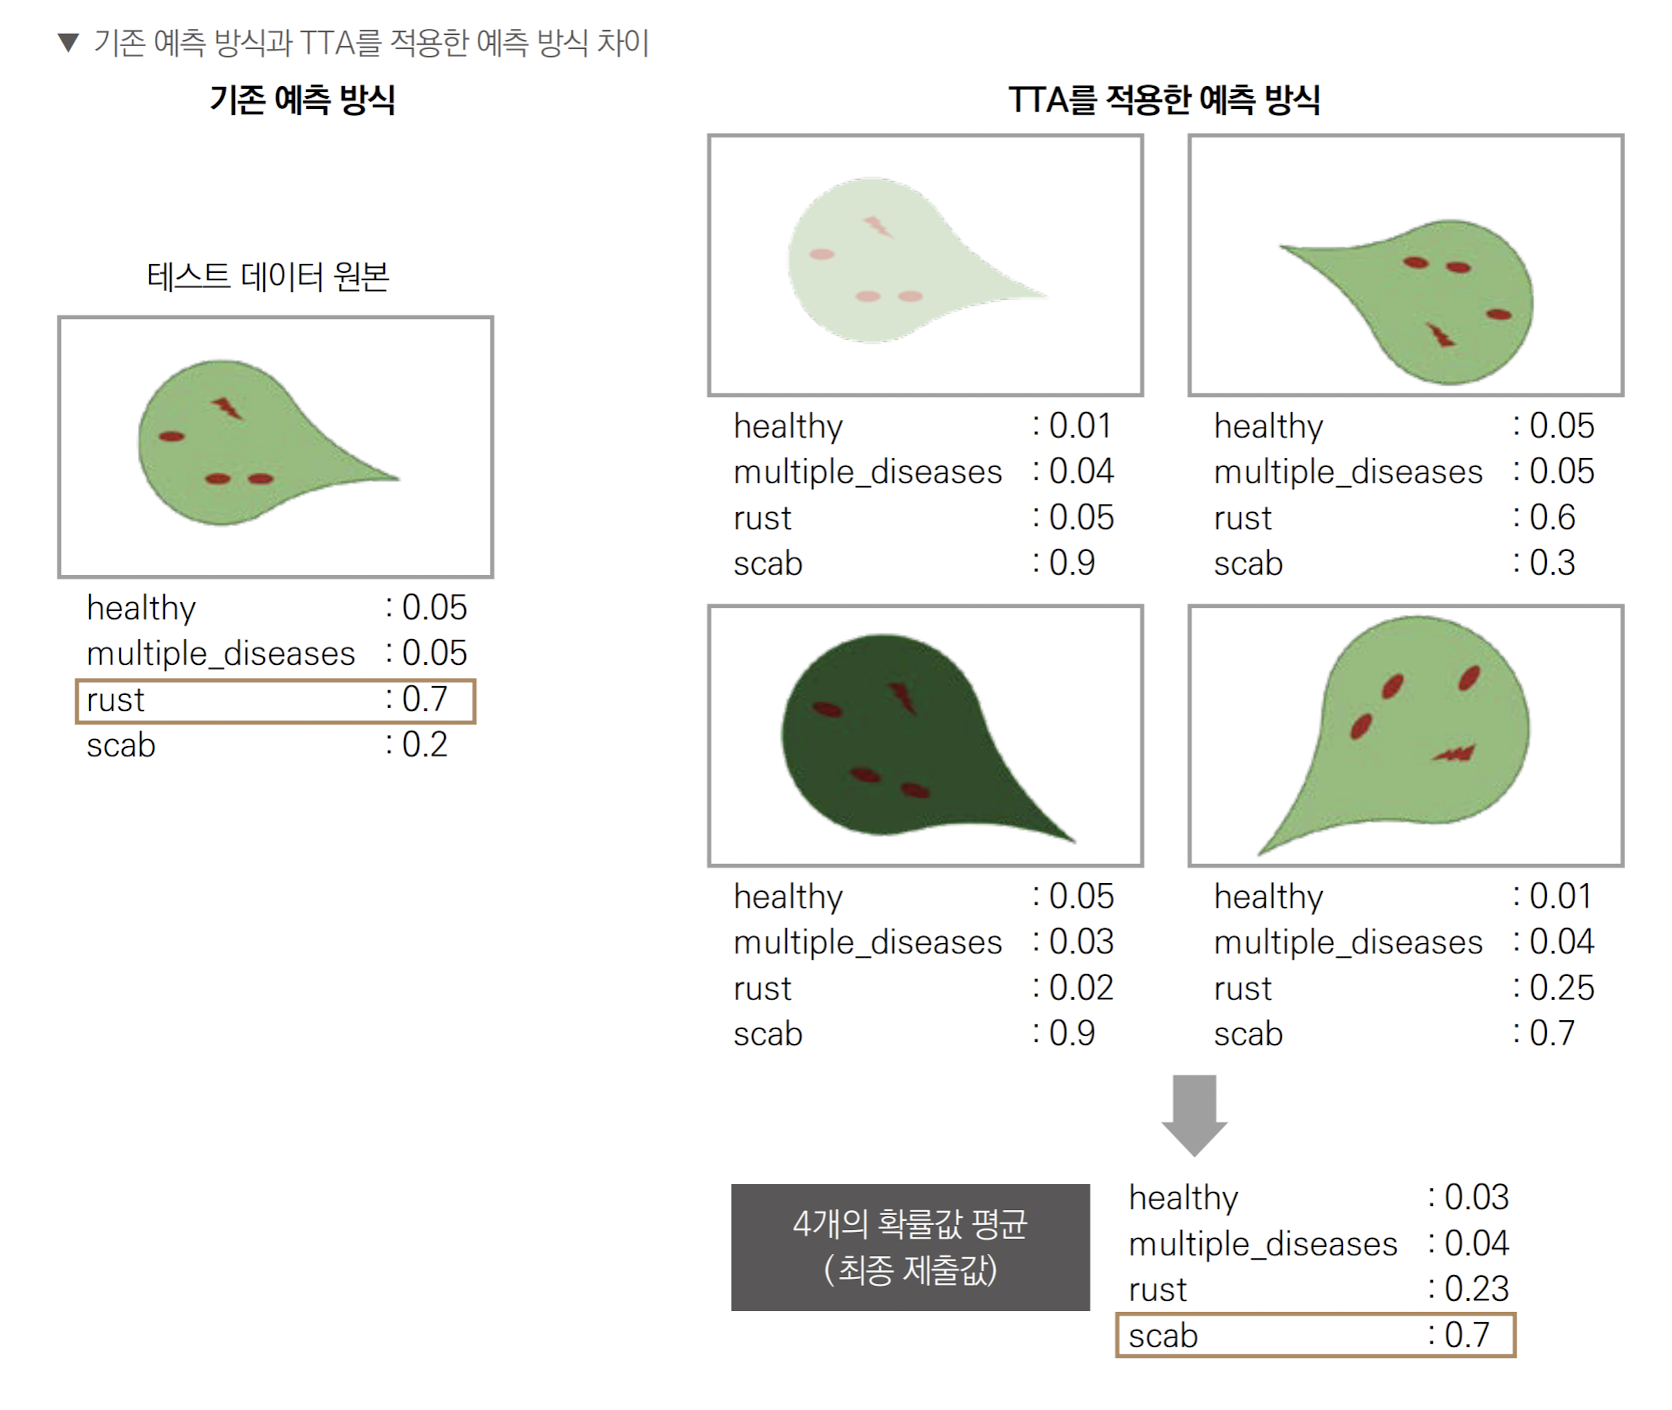 ▼ 기존 예측 방식과 TTA를 적용한 예측 방식 차이
기존 예측 방식
테스트 데이터 원본
healthy : 0.05
multiple_diseases : 0.05
rust : 0.7
scab : 0.2
TTA를 적용한 예측 방식
healthy : 0.01
multiple_diseases : 0.04
rust : 0.05
scab : 0.9
healthy : 0.05
multiple_diseases : 0.05
rust : 0.6
scab : 0.3
healthy : 0.05
multiple_diseases : 0.03
rust : 0.02
scab : 0.9
healthy : 0.01
multiple_diseases : 0.04
rust : 0.25
scab : 0.7
4개의 확률값 평균
(최종 제출값)
healthy : 0.03
multiple_diseases : 0.04
rust : 0.23
scab : 0.7